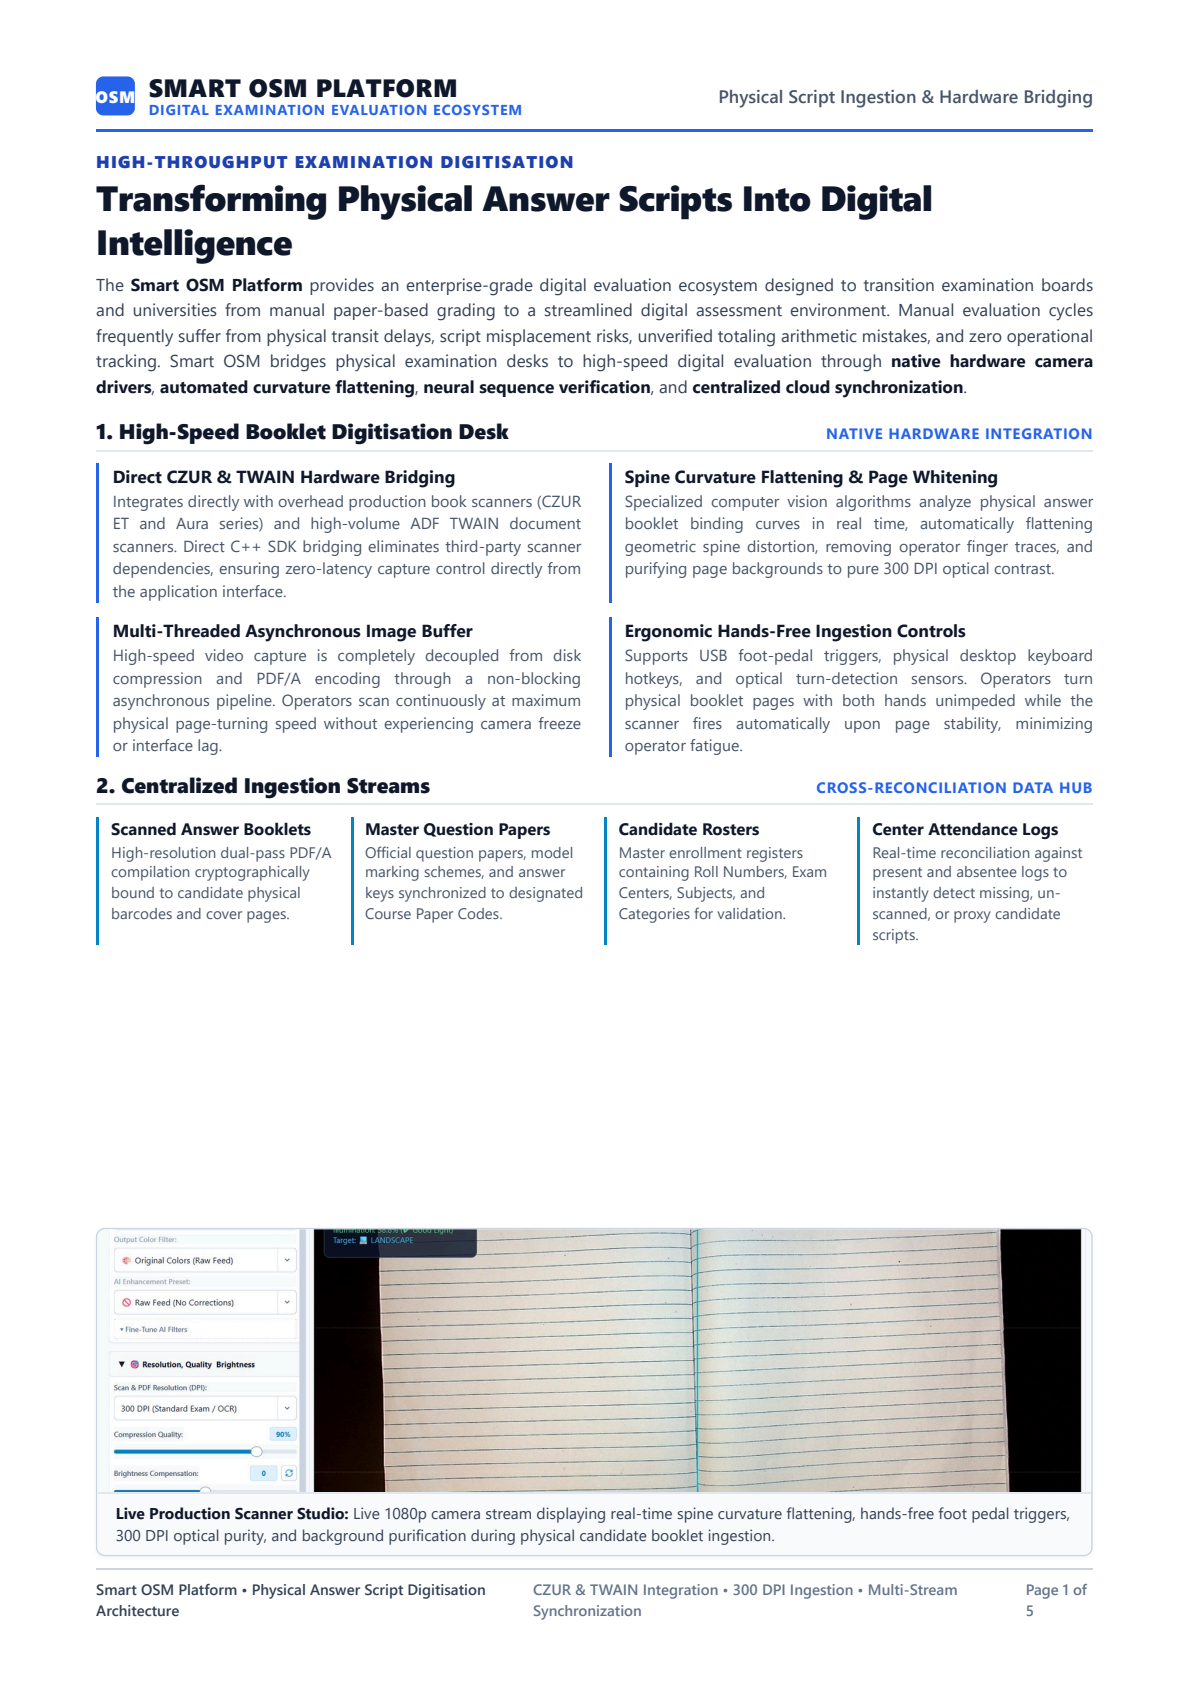 OSM
SMART OSM PLATFORM
DIGITAL EXAMINATION EVALUATION ECOSYSTEM
Physical Script Ingestion & Hardware Bridging
HIGH-THROUGHPUT EXAMINATION DIGITISATION
Transforming Physical Answer Scripts Into Digital
Intelligence
The Smart OSM Platform provides an enterprise-grade digital evaluation ecosystem designed to transition examination boards
and universities from manual paper-based grading to a streamlined digital assessment environment. Manual evaluation cycles
frequently suffer from physical transit delays, script misplacement risks, unverified totaling arithmetic mistakes, and zero operational
tracking. Smart OSM bridges physical examination desks to high-speed digital evaluation through native hardware camera
drivers, automated curvature flattening, neural sequence verification, and centralized cloud synchronization.
1. High-Speed Booklet Digitisation Desk
NATIVE HARDWARE INTEGRATION
Direct CZUR & TWAIN Hardware Bridging
Integrates directly with overhead production book scanners (CZUR
ET and Aura series) and high-volume ADF TWAIN document
scanners. Direct C++ SDK bridging eliminates third-party scanner
dependencies, ensuring zero-latency capture control directly from
the application interface.
Spine Curvature Flattening & Page Whitening
Specialized computer vision algorithms analyze physical answer
booklet binding curves in real time, automatically flattening
geometric spine distortion, removing operator finger traces, and
purifying page backgrounds to pure 300 DPI optical contrast.
Multi-Threaded Asynchronous Image Buffer
High-speed video capture is completely decoupled from disk
compression and PDF/A encoding through a non-blocking
asynchronous pipeline. Operators scan continuously at maximum
physical page-turning speed without experiencing camera freeze
or interface lag.
Ergonomic Hands-Free Ingestion Controls
Supports USB foot-pedal triggers, physical desktop keyboard
hotkeys, and optical turn-detection sensors. Operators turn
physical booklet pages with both hands unimpeded while the
scanner fires automatically upon page stability, minimizing
operator fatigue.
2. Centralized Ingestion Streams
CROSS-RECONCILIATION DATA HUB
Scanned Answer Booklets
High-resolution dual-pass PDF/A
compilation cryptographically
bound to candidate physical
barcodes and cover pages.
Master Question Papers
Official question papers, model
marking schemes, and answer
keys synchronized to designated
Course Paper Codes.
Candidate Rosters
Master enrollment registers
containing Roll Numbers, Exam
Centers, Subjects, and
Categories for validation.
Center Attendance Logs
Real-time reconciliation against
present and absentee logs to
instantly detect missing, un-
scanned, or proxy candidate
scripts.
Output Color Filter:
Original Colors (Raw Feed)
AI Enhancement Preset:
Raw Feed (No Corrections)
Fine-Tune AI Filters
Resolution, Quality Brightness
Scan & PDF Resolution (DPI):
300 DPI (Standard Exam / OCR)
Compression Quality:
90%
Brightness Compensation:
0
Target: LANDSCAPE
Live Production Scanner Studio: Live 1080p camera stream displaying real-time spine curvature flattening, hands-free foot pedal triggers,
300 DPI optical purity, and background purification during physical candidate booklet ingestion.
Smart OSM Platform • Physical Answer Script Digitisation
Architecture
CZUR & TWAIN Integration • 300 DPI Ingestion • Multi-Stream
Synchronization
Page 1 of
5